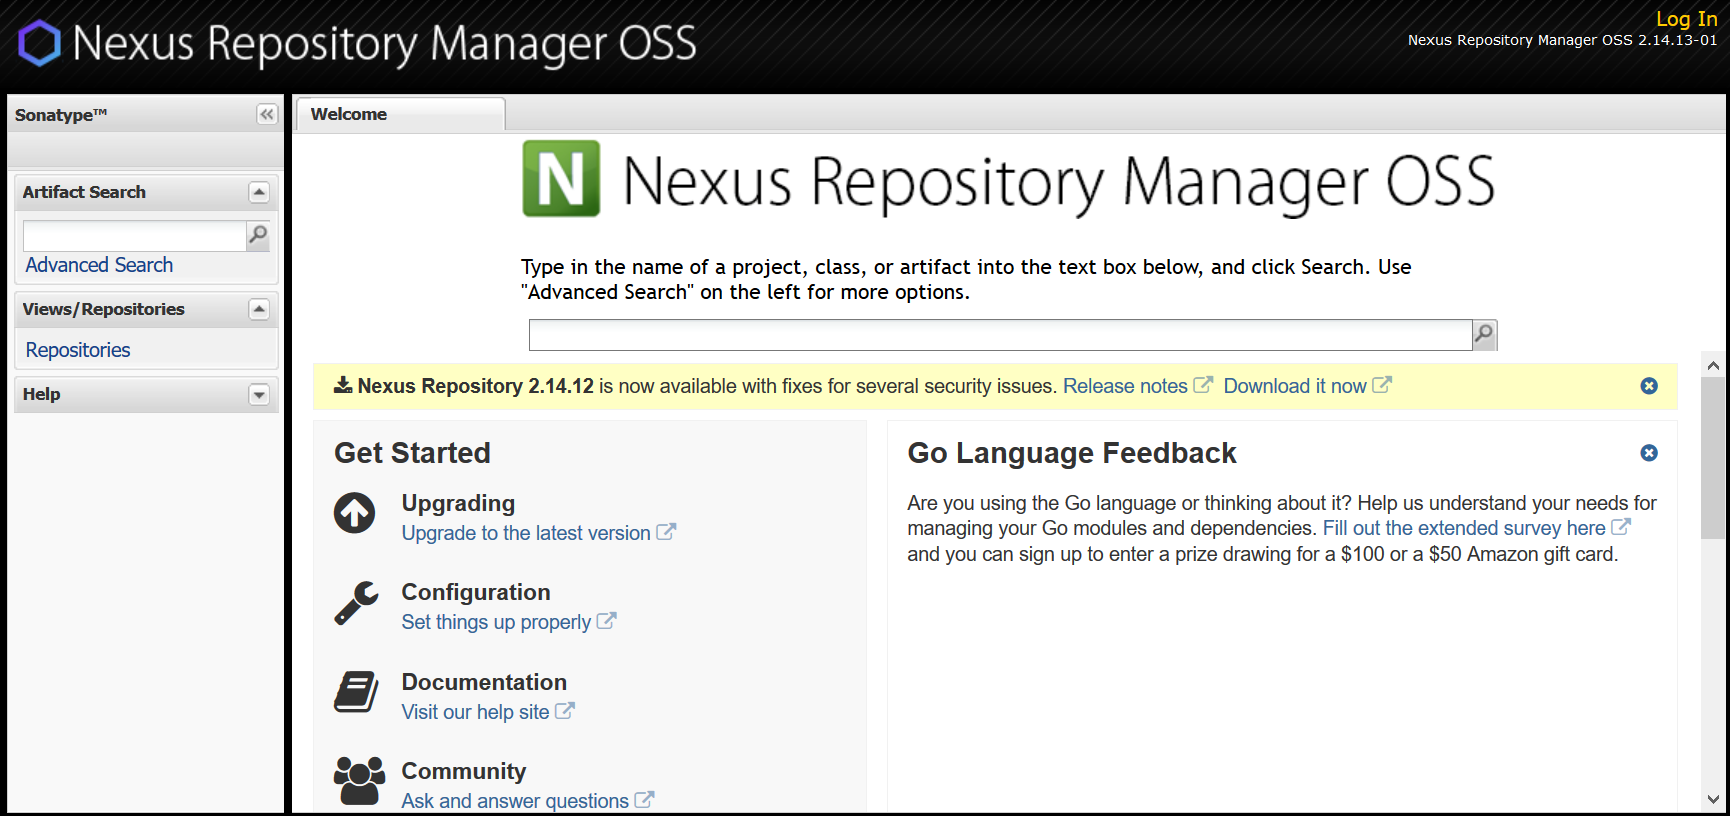 Nexus Repository Manager OSS
Log In
Nexus Repository Manager OSS 2.14.13-01
Sonatype™
Artifact Search
Advanced Search
Views/Repositories
Repositories
Help
Welcome
N Nexus Repository Manager OSS
Type in the name of a project, class, or artifact into the text box below, and click Search. Use
"Advanced Search" on the left for more options.
Nexus Repository 2.14.12 is now available with fixes for several security issues. Release notes Download it now
Get Started
Upgrading
Upgrade to the latest version
Configuration
Set things up properly
Documentation
Visit our help site
Community
Ask and answer questions
Go Language Feedback
Are you using the Go language or thinking about it? Help us understand your needs for
managing your Go modules and dependencies. Fill out the extended survey here
and you can sign up to enter a prize drawing for a $100 or a $50 Amazon gift card.